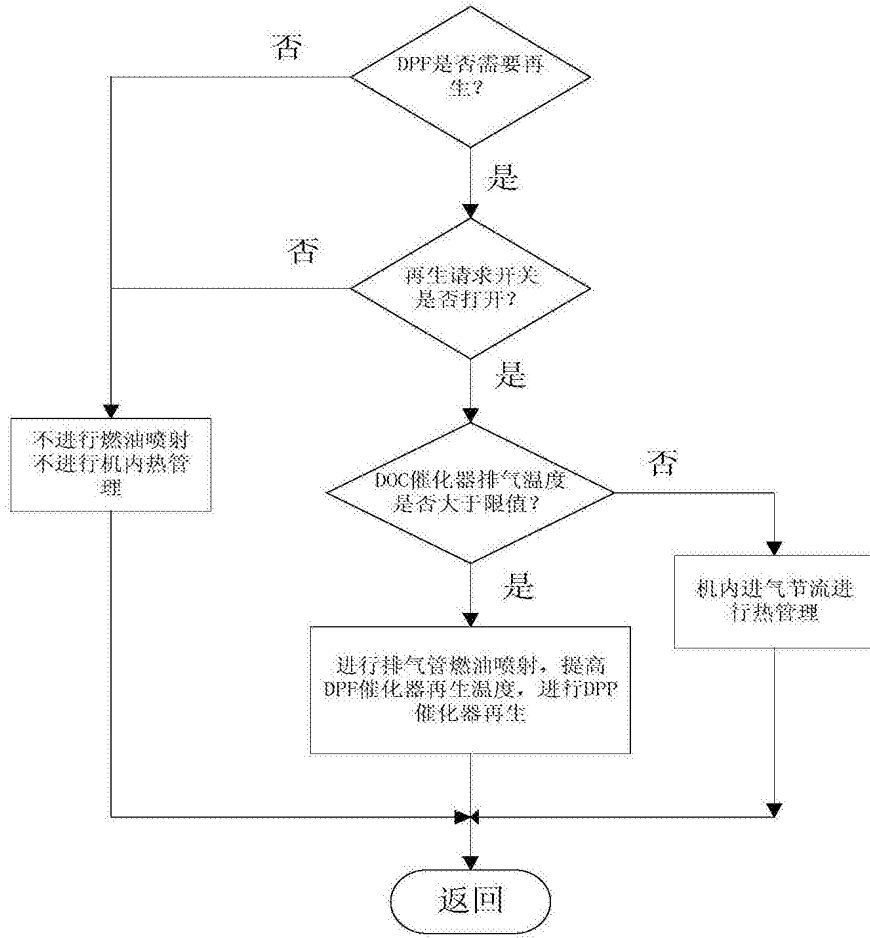 否
DPF是否需要再
生?
是
否
再生请求开关
是否打开?
是
不进行燃油喷射
不进行机内热管
理
DOC催化器排气温度
是否大于限值?
否
是
机内进气节流进
行热管理
进行排气管燃油喷射，提高
DPF催化器再生温度，进行DPP
催化器再生
返回